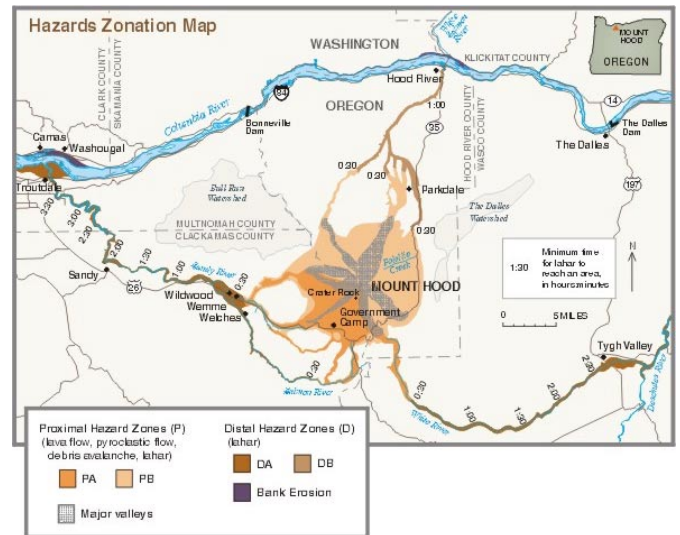 Hazards Zonation Map
WASHINGTON
White
Salmon
River
KLICKITAT COUNTY
MOUNT
HOOD
OREGON
CLARK COUNTY
SKAMANIA COUNTY
Hood River
84
OREGON
Columbia River
Bonneville
Dam
1:00
35
HOOD RIVER COUNTY
WASCO COUNTY
14
The Dalles
Dam
The Dalles
Camas
Washougal
Troutdale
0:30
0:30
Parkdale
197
Bull Run
Watershed
The Dalles
Watershed
MULTNOMAH COUNTY
CLACKAMAS COUNTY
0:30
3:30
3:00
2:30
2:00
1:30
1:00
0:30
Sandy
26
Sandy River
Wildwood
Wemme
Welches
Crater Rock
MOUNT HOOD
Government
Camp
Creek
1:30
Minimum time
for lahar to
reach an area,
in hours:minutes
N
0
5 MILES
0:30
Salmon River
0:30
1:00
1:30
2:00
2:30
White River
Tygh Valley
Deschutes River
Proximal Hazard Zones (P)
(lava flow, pyroclastic flow,
debris avalanche, lahar)
PA
PB
Major valleys
Distal Hazard Zones (D)
(lahar)
DA
DB
Bank Erosion